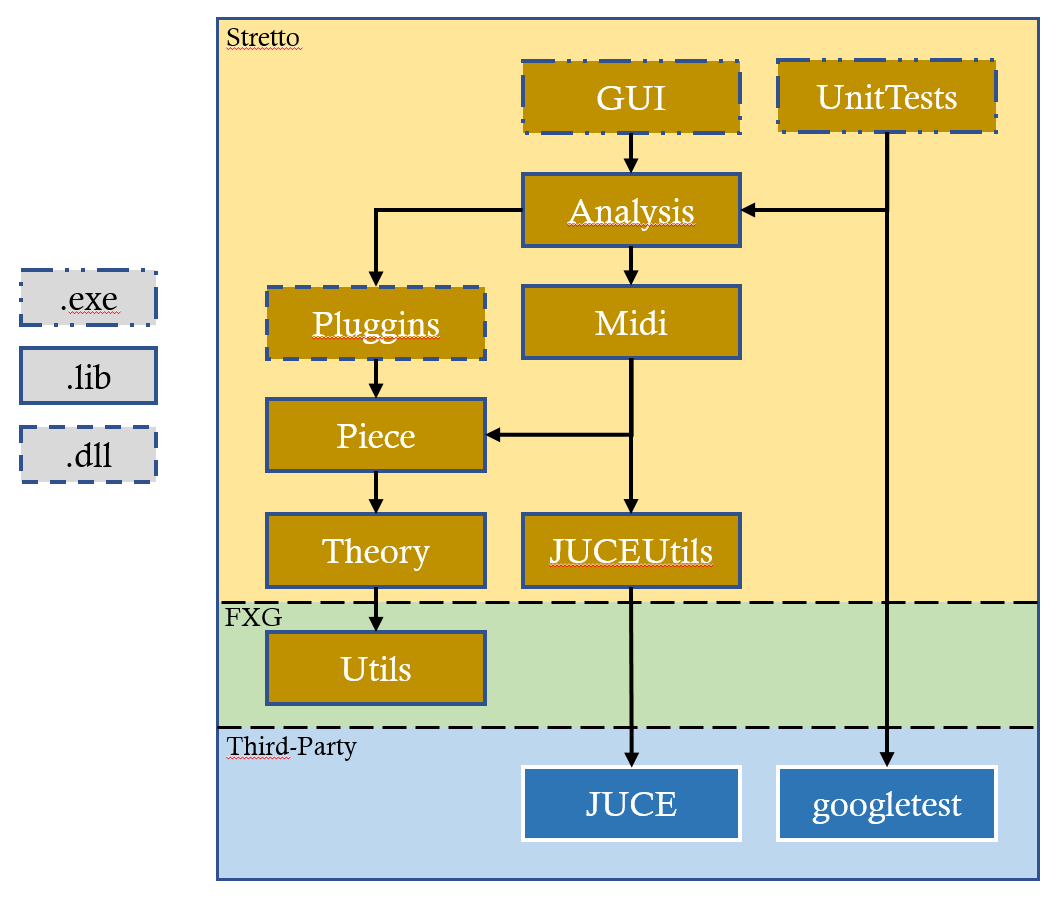 Stretto
GUI
UnitTests
Analysis
.exe
Pluggins
Midi
.lib
Piece
.dll
Theory
JUCEUtils
FXG
Utils
Third-Party
JUCE
googletest